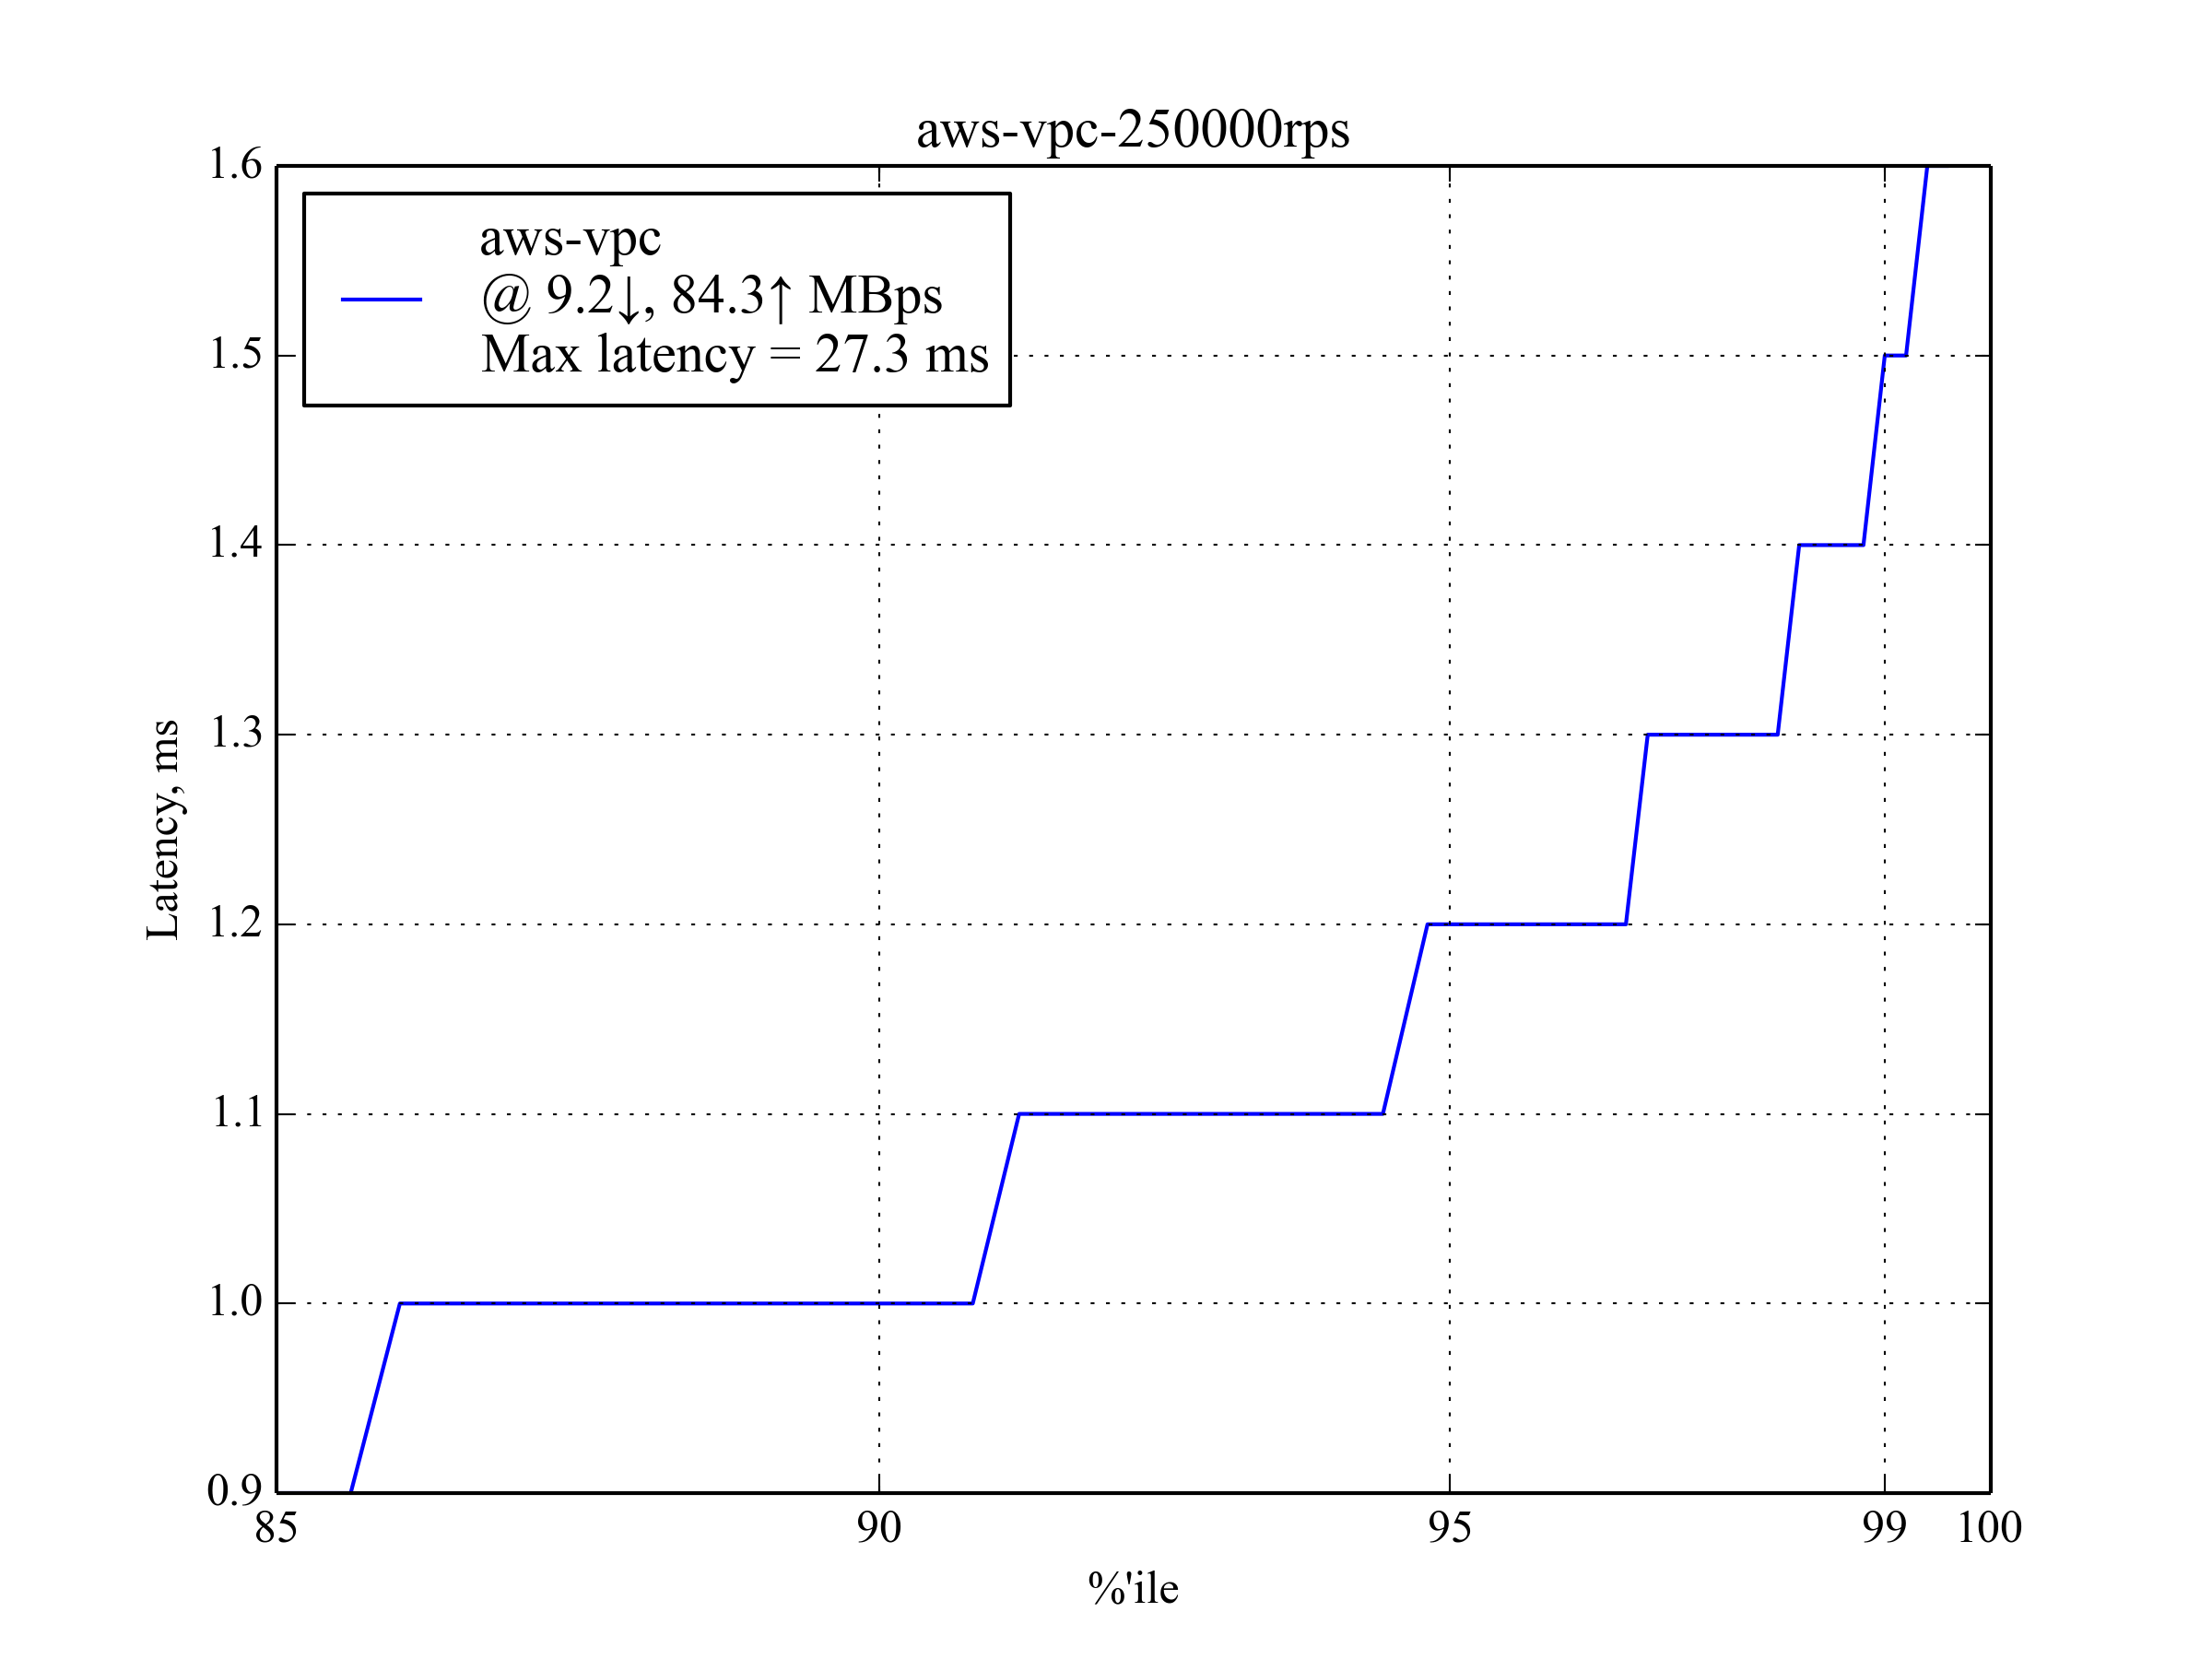 aws-vpc-250000rps
aws-vpc
@ 9.2↓, 84.3↑ MBps
Max latency = 27.3 ms
1.6
1.5
1.4
1.3
1.2
1.1
1.0
0.9
Latency, ms
85 90 95 99 100
%'ile